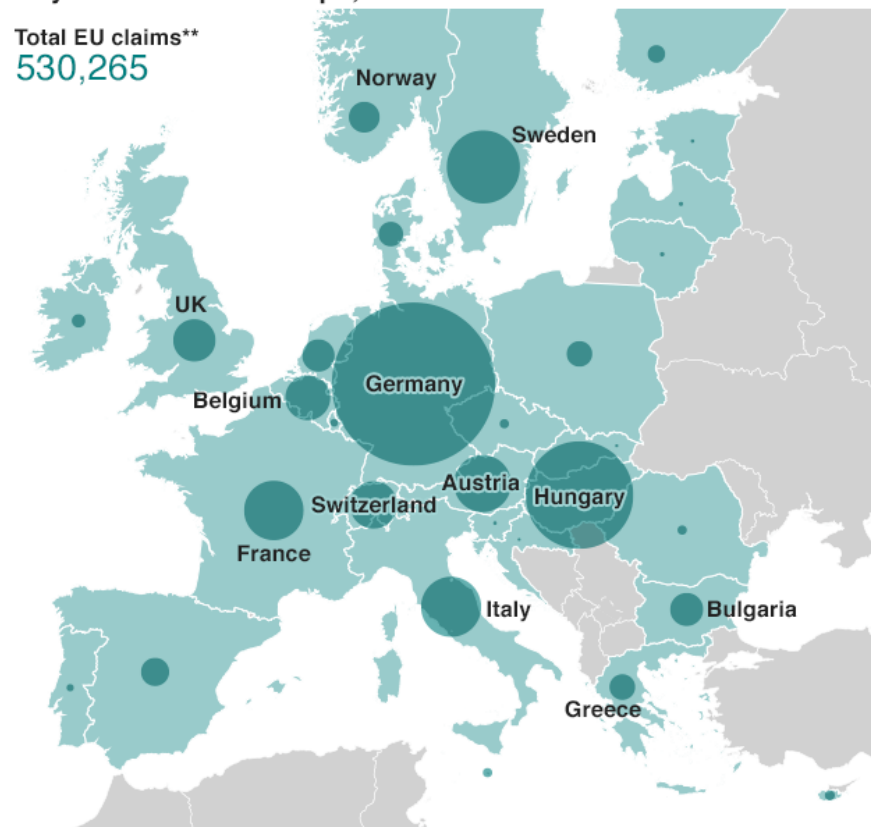 Total EU claims**
530,265
Norway
Sweden
UK
Germany
Belgium
Austria
Hungary
Switzerland
France
Italy
Bulgaria
Greece